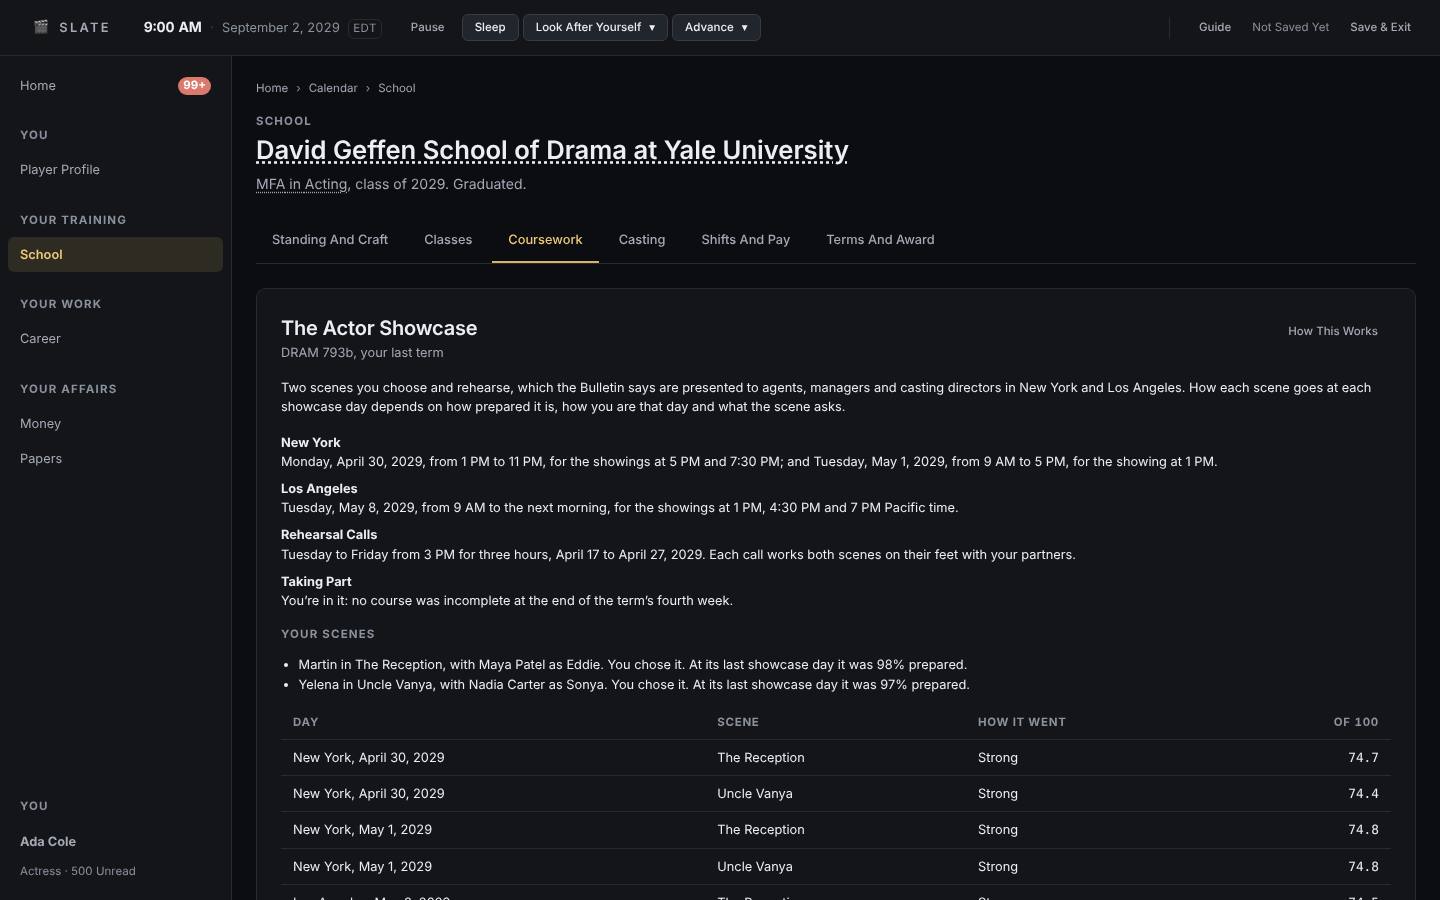 SLATE
9:00 AM · September 2, 2029 EDT
Pause
Sleep
Look After Yourself ▾
Advance ▾
Guide
Not Saved Yet
Save & Exit
Home
99+
YOU
Player Profile
YOUR TRAINING
School
YOUR WORK
Career
YOUR AFFAIRS
Money
Papers
YOU
Ada Cole
Actress · 500 Unread
Home › Calendar › School
SCHOOL
David Geffen School of Drama at Yale University
MFA in Acting, class of 2029. Graduated.
Standing And Craft
Classes
Coursework
Casting
Shifts And Pay
Terms And Award
The Actor Showcase
How This Works
DRAM 793b, your last term
Two scenes you choose and rehearse, which the Bulletin says are presented to agents, managers and casting directors in New York and Los Angeles. How each scene goes at each
showcase day depends on how prepared it is, how you are that day and what the scene asks.
New York
Monday, April 30, 2029, from 1 PM to 11 PM, for the showings at 5 PM and 7:30 PM; and Tuesday, May 1, 2029, from 9 AM to 5 PM, for the showing at 1 PM.
Los Angeles
Tuesday, May 8, 2029, from 9 AM to the next morning, for the showings at 1 PM, 4:30 PM and 7 PM Pacific time.
Rehearsal Calls
Tuesday to Friday from 3 PM for three hours, April 17 to April 27, 2029. Each call works both scenes on their feet with your partners.
Taking Part
You’re in it: no course was incomplete at the end of the term’s fourth week.
YOUR SCENES
• Martin in The Reception, with Maya Patel as Eddie. You chose it. At its last showcase day it was 98% prepared.
• Yelena in Uncle Vanya, with Nadia Carter as Sonya. You chose it. At its last showcase day it was 97% prepared.
DAY SCENE HOW IT WENT OF 100
New York, April 30, 2029 The Reception Strong 74.7
New York, April 30, 2029 Uncle Vanya Strong 74.4
New York, May 1, 2029 The Reception Strong 74.8
New York, May 1, 2029 Uncle Vanya Strong 74.8